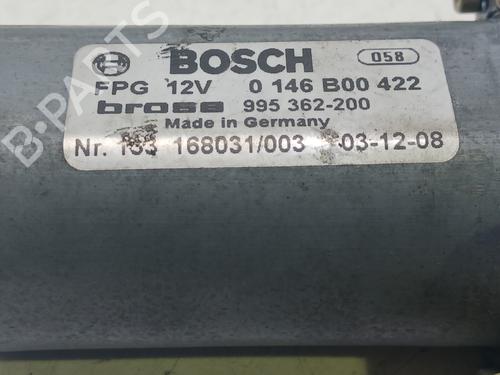 BOSCH 058
FPG 12V 0 146 B00 422
brose 995 362-200
Made in Germany
Nr. 133 168031/003 03-12-08
B-PARTS